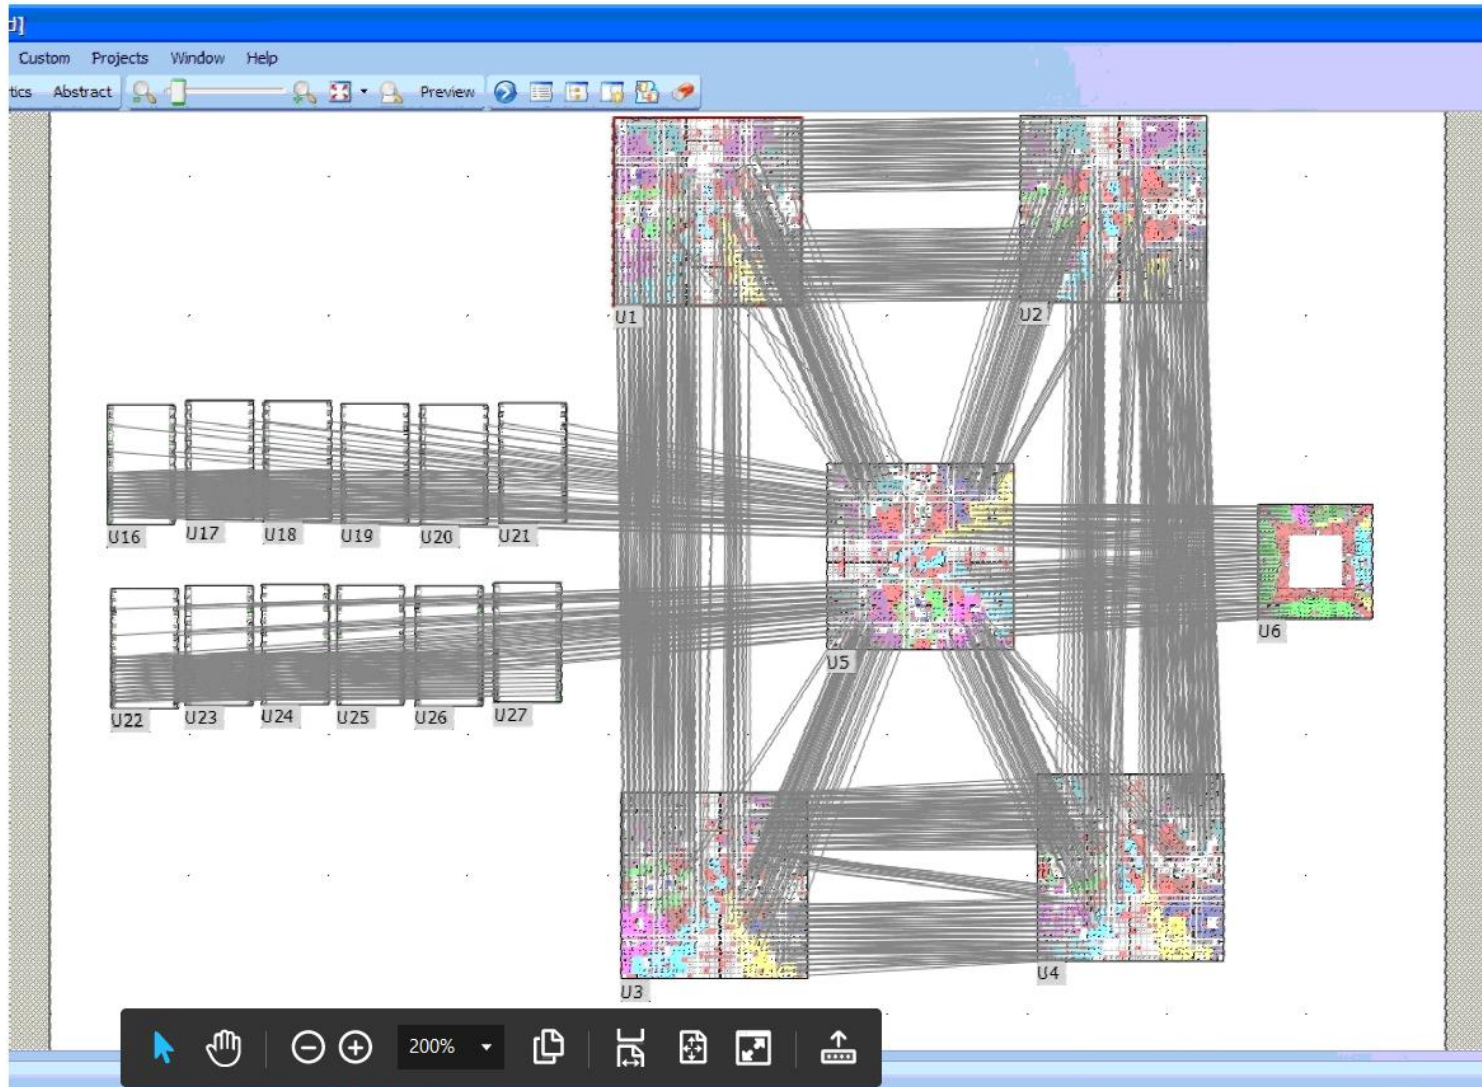 d]
Custom Projects Window Help
tics Abstract Preview
U1
U2
U16 U17 U18 U19 U20 U21
U5
U6
U22 U23 U24 U25 U26 U27
U3
U4
200%